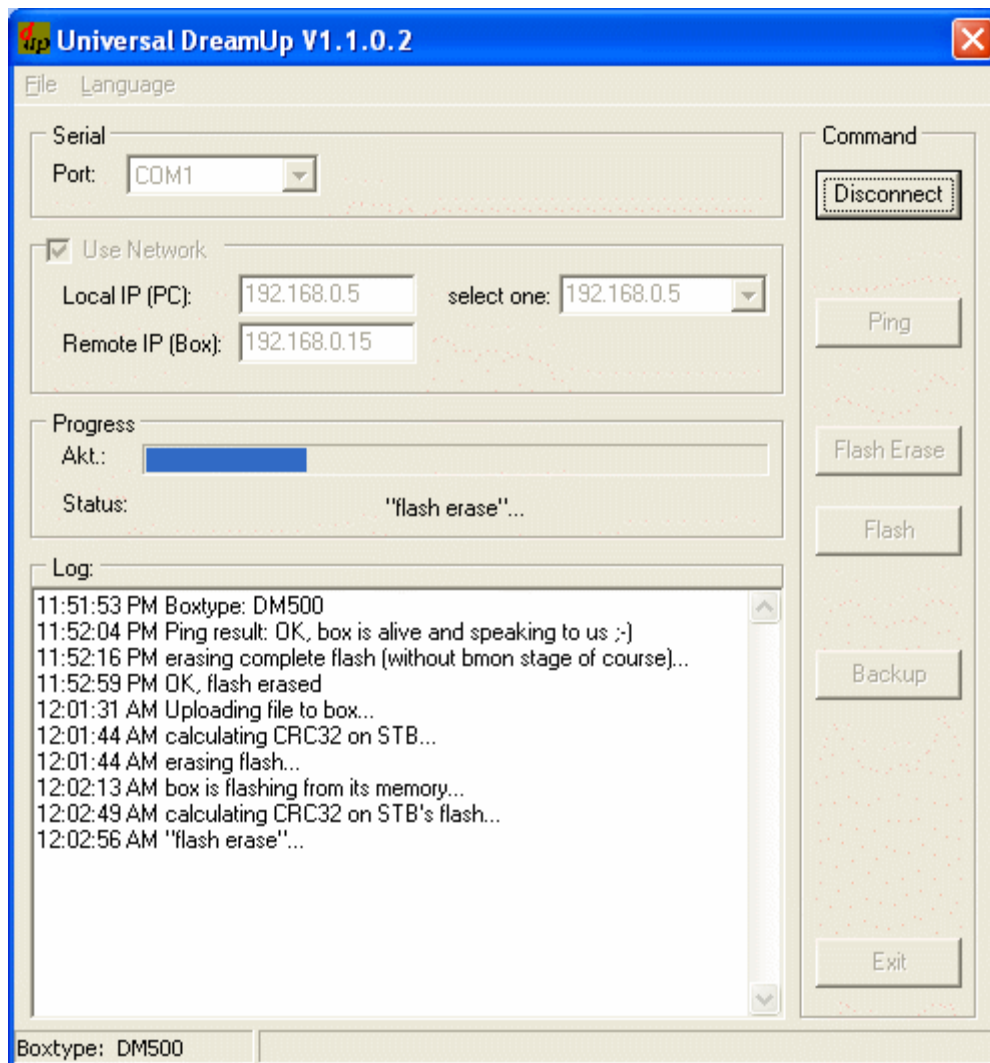 dup Universal DreamUp V1.1.0.2
File Language
Serial
Port: COM1
Use Network
Local IP (PC): 192.168.0.5 select one: 192.168.0.5
Remote IP (Box): 192.168.0.15
Progress
Akt.:
Status: "flash erase"...
Log:
11:51:53 PM Boxtype: DM500
11:52:04 PM Ping result: OK, box is alive and speaking to us ;-)
11:52:16 PM erasing complete flash (without bmon stage of course)...
11:52:59 PM OK, flash erased
12:01:31 AM Uploading file to box...
12:01:44 AM calculating CRC32 on STB...
12:01:44 AM erasing flash...
12:02:13 AM box is flashing from its memory...
12:02:49 AM calculating CRC32 on STB's flash...
12:02:56 AM "flash erase"...
Command
Disconnect
Ping
Flash Erase
Flash
Backup
Exit
Boxtype: DM500